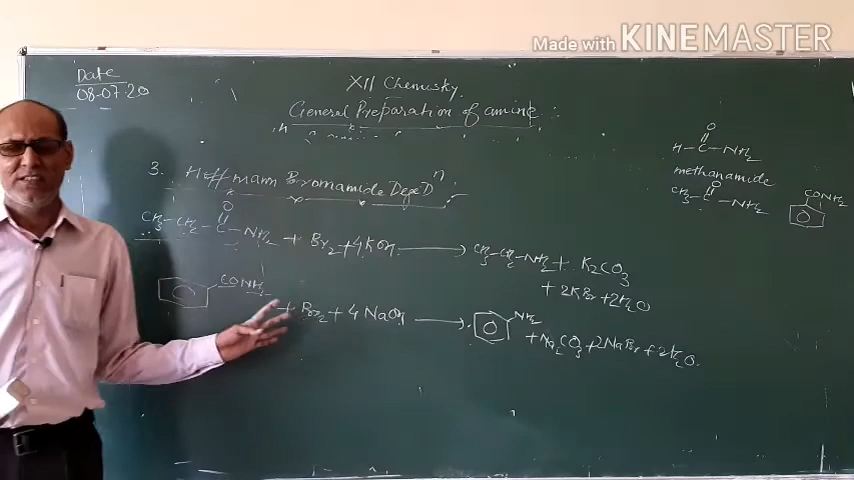 Made with KINEMASTER
Date
08-07-20
XII Chemistry
General Preparation of amine
3. Hoffmann Bromamide Degⁿ
CH3-CH2-C-NH2 + Br2 + 4KOH → CH3-CH2-NH2 + K2CO3
O
+ 2KBr + 2H2O
CONH2
+ Br2 + 4 NaOH →
NH2
+ Na2CO3 + 2NaBr + 2H2O
O
H-C-NH2
methanamide
O
CH3-C-NH2
CONH2